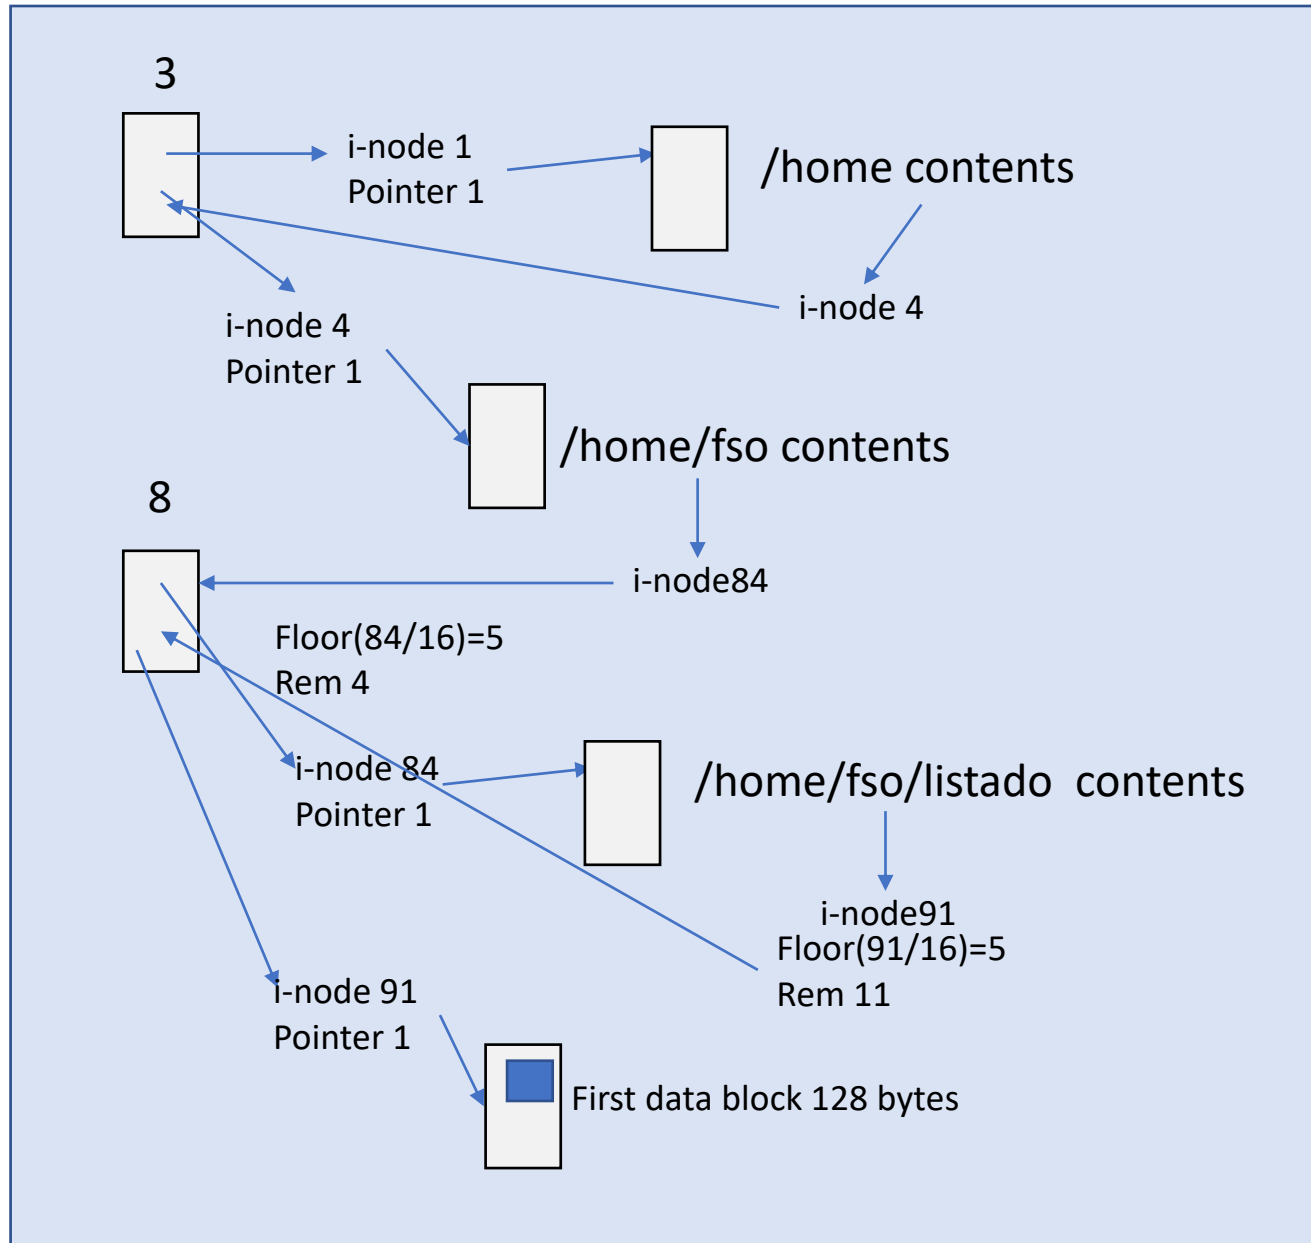 3
i-node 1
Pointer 1
/home contents
i-node 4
i-node 4
Pointer 1
/home/fso contents
8
i-node84
Floor(84/16)=5
Rem 4
i-node 84
Pointer 1
/home/fso/listado contents
i-node91
Floor(91/16)=5
Rem 11
i-node 91
Pointer 1
First data block 128 bytes